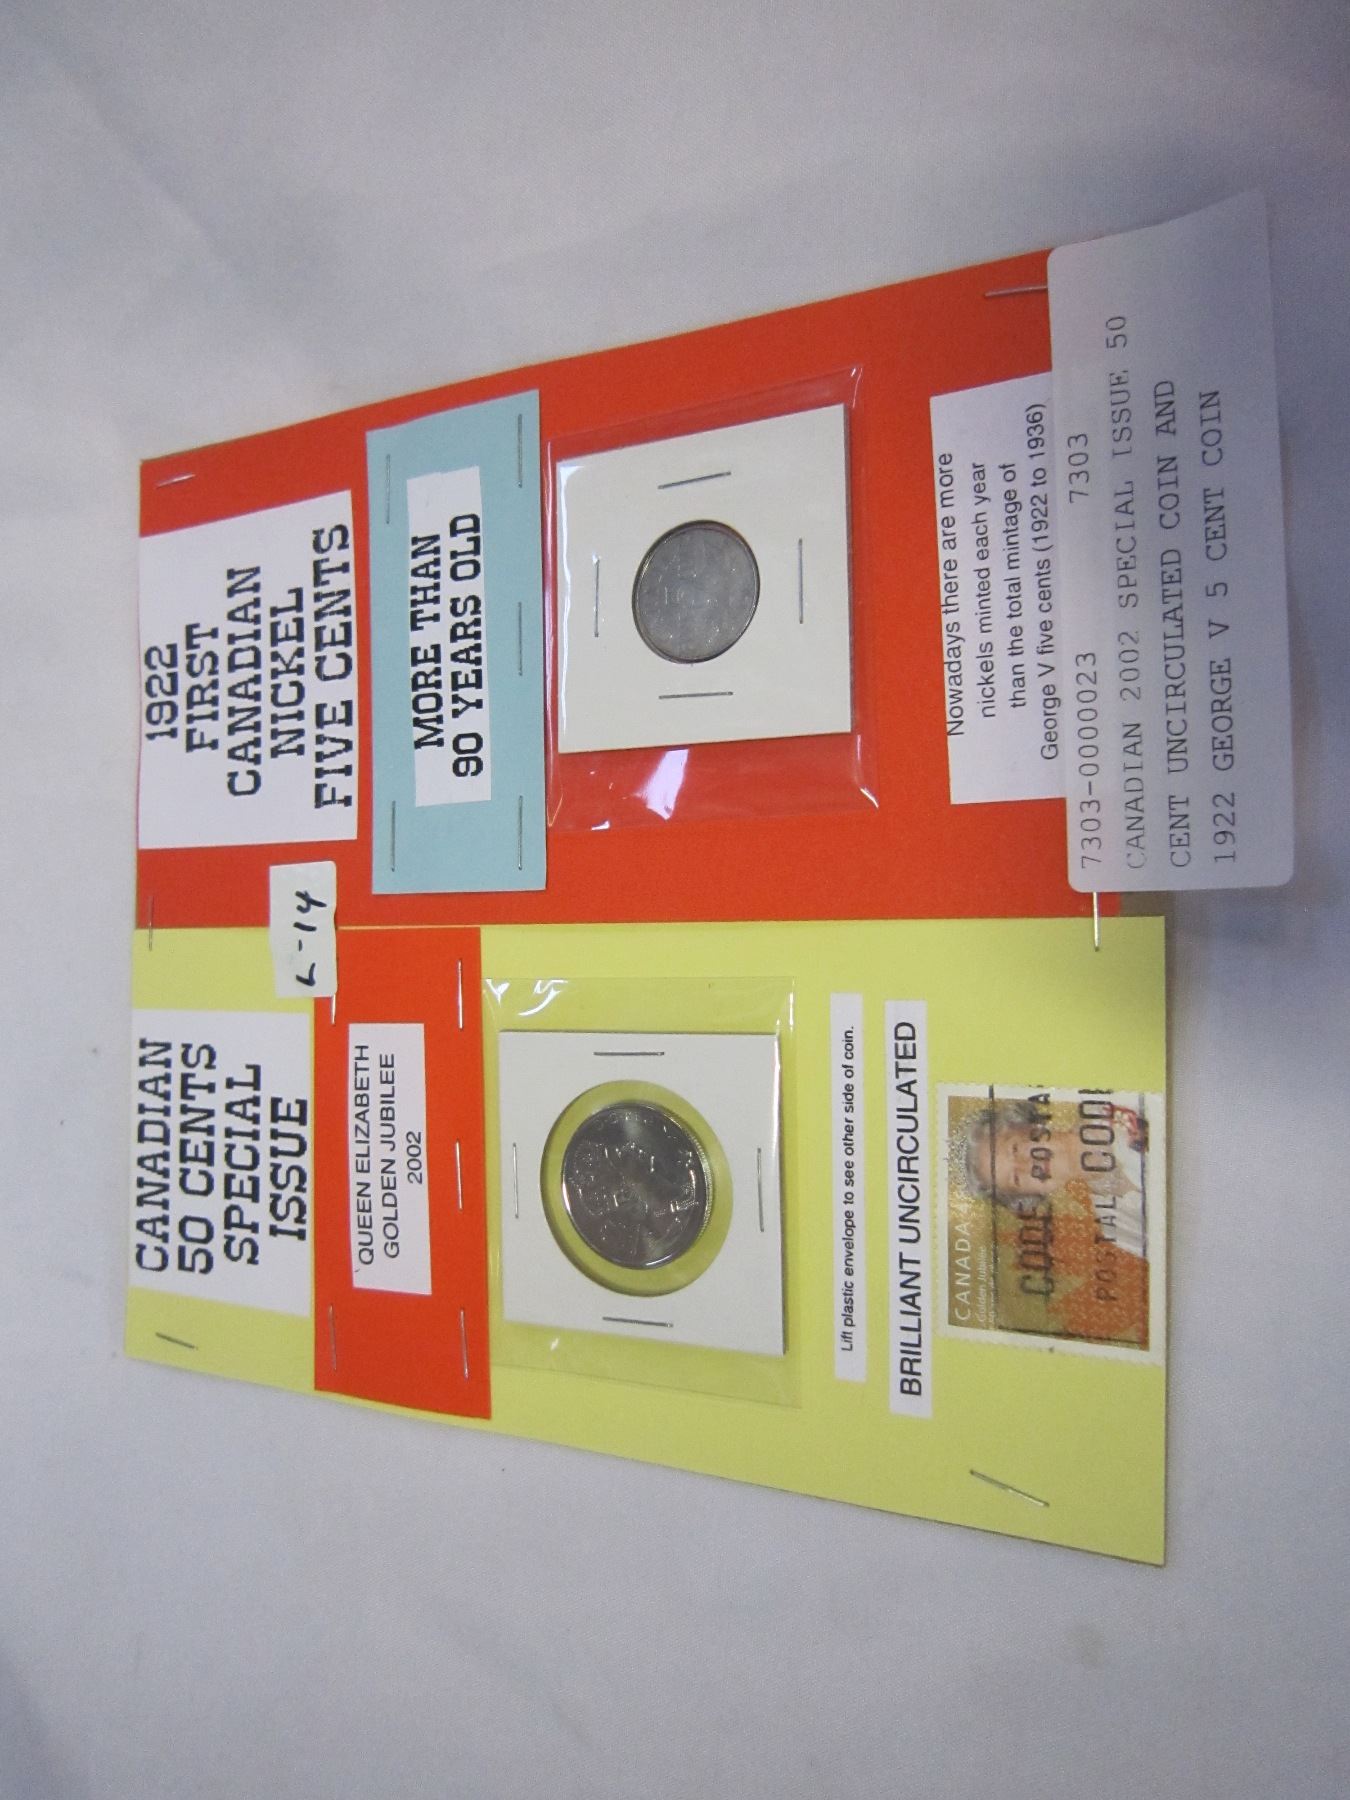 CANADIAN
50 CENTS
SPECIAL
ISSUE
L-14
QUEEN ELIZABETH
GOLDEN JUBILEE
2002
Lift plastic envelope to see other side of coin.
BRILLIANT UNCIRCULATED
CANADA
Golden Jubilee
CODE POSTA
POSTAL CODE
1922
FIRST
CANADIAN
NICKEL
FIVE CENTS
MORE THAN
90 YEARS OLD
Nowadays there are more
nickels minted each year
than the total mintage of
George V five cents (1922 to 1936)
7303-0000023 7303
CANADIAN 2002 SPECIAL ISSUE 50
CENT UNCIRCULATED COIN AND
1922 GEORGE V 5 CENT COIN